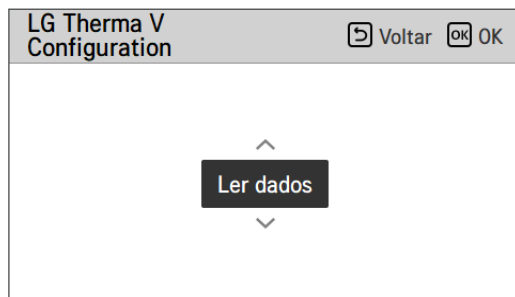 LG Therma V
Configuration
Voltar OK OK
Ler dados